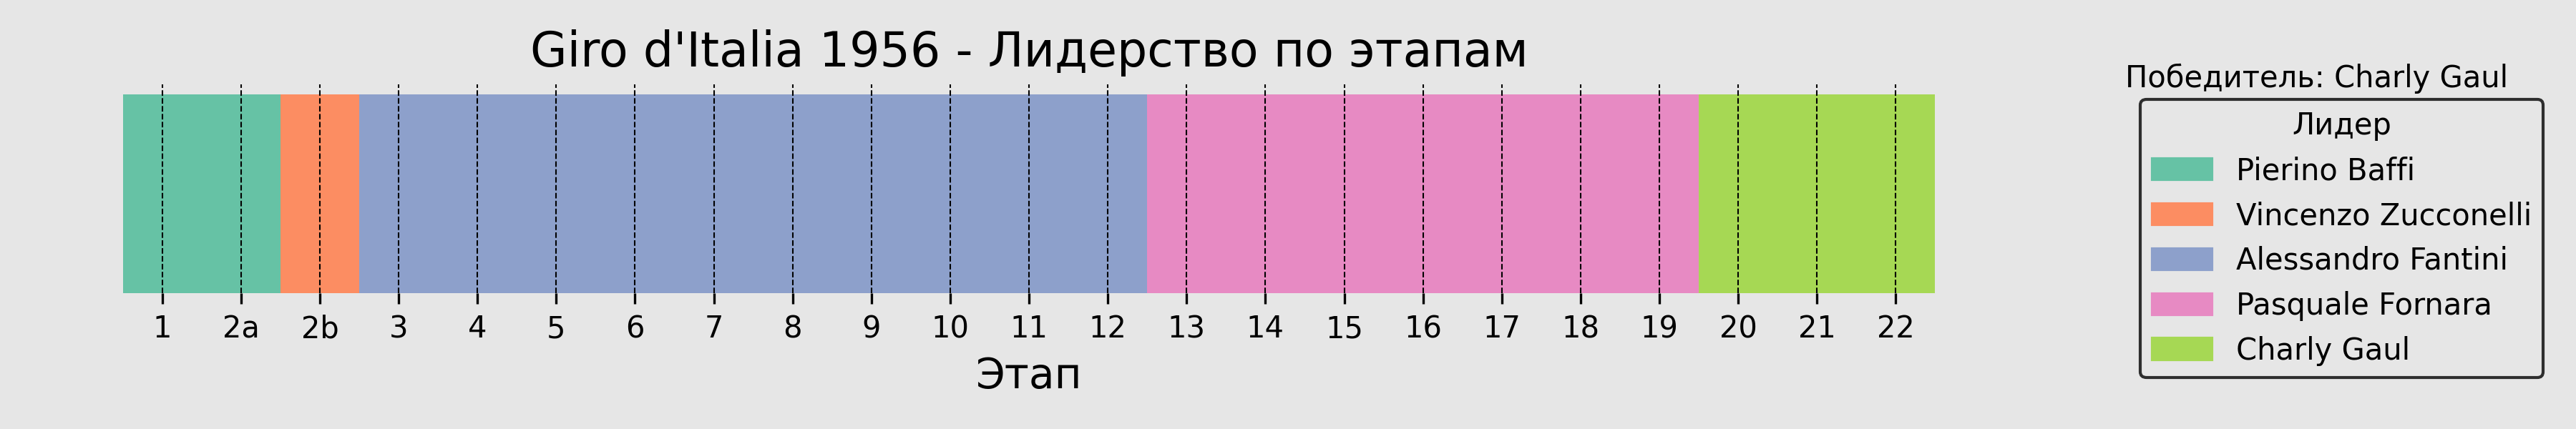 Giro d'Italia 1956 - Лидерство по этапам
1 2a 2b 3 4 5 6 7 8 9 10 11 12 13 14 15 16 17 18 19 20 21 22
Этап
Победитель: Charly Gaul
Лидер
Pierino Baffi
Vincenzo Zucconelli
Alessandro Fantini
Pasquale Fornara
Charly Gaul